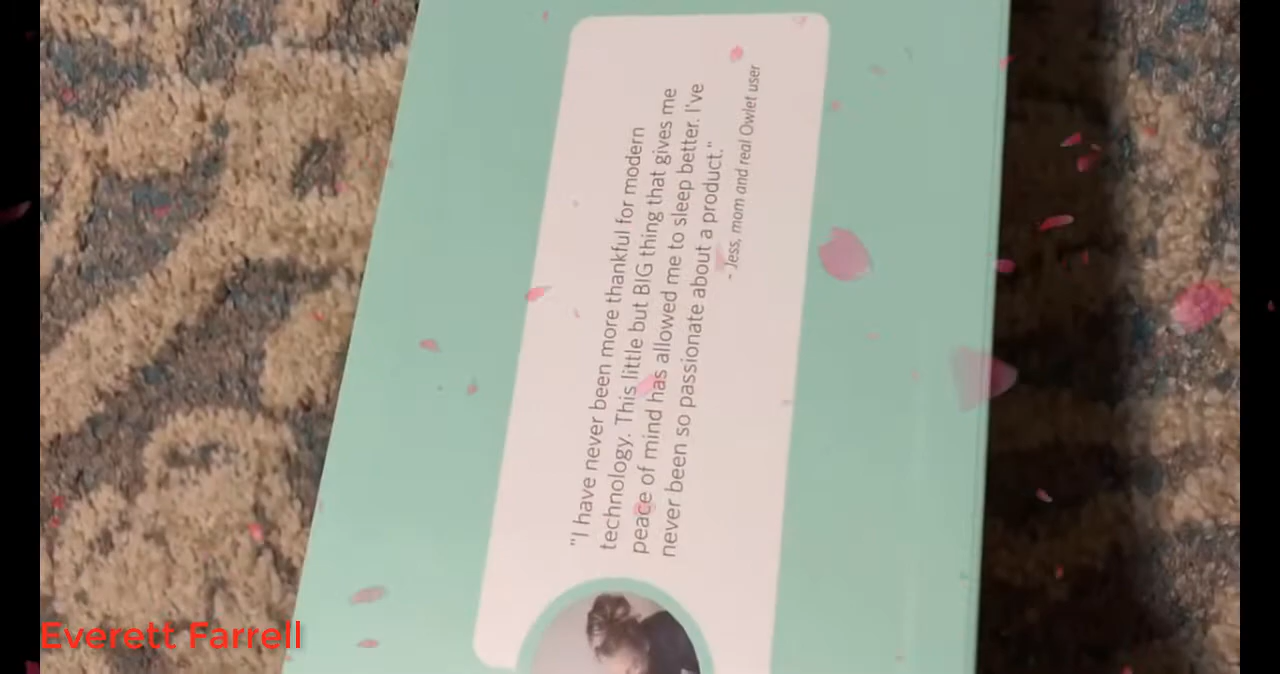 "I have never been more thankful for modern
technology. This little but BIG thing that gives me
peace of mind has allowed me to sleep better. I've
never been so passionate about a product."
- Jess, mom and real Owlet user
Everett Farrell